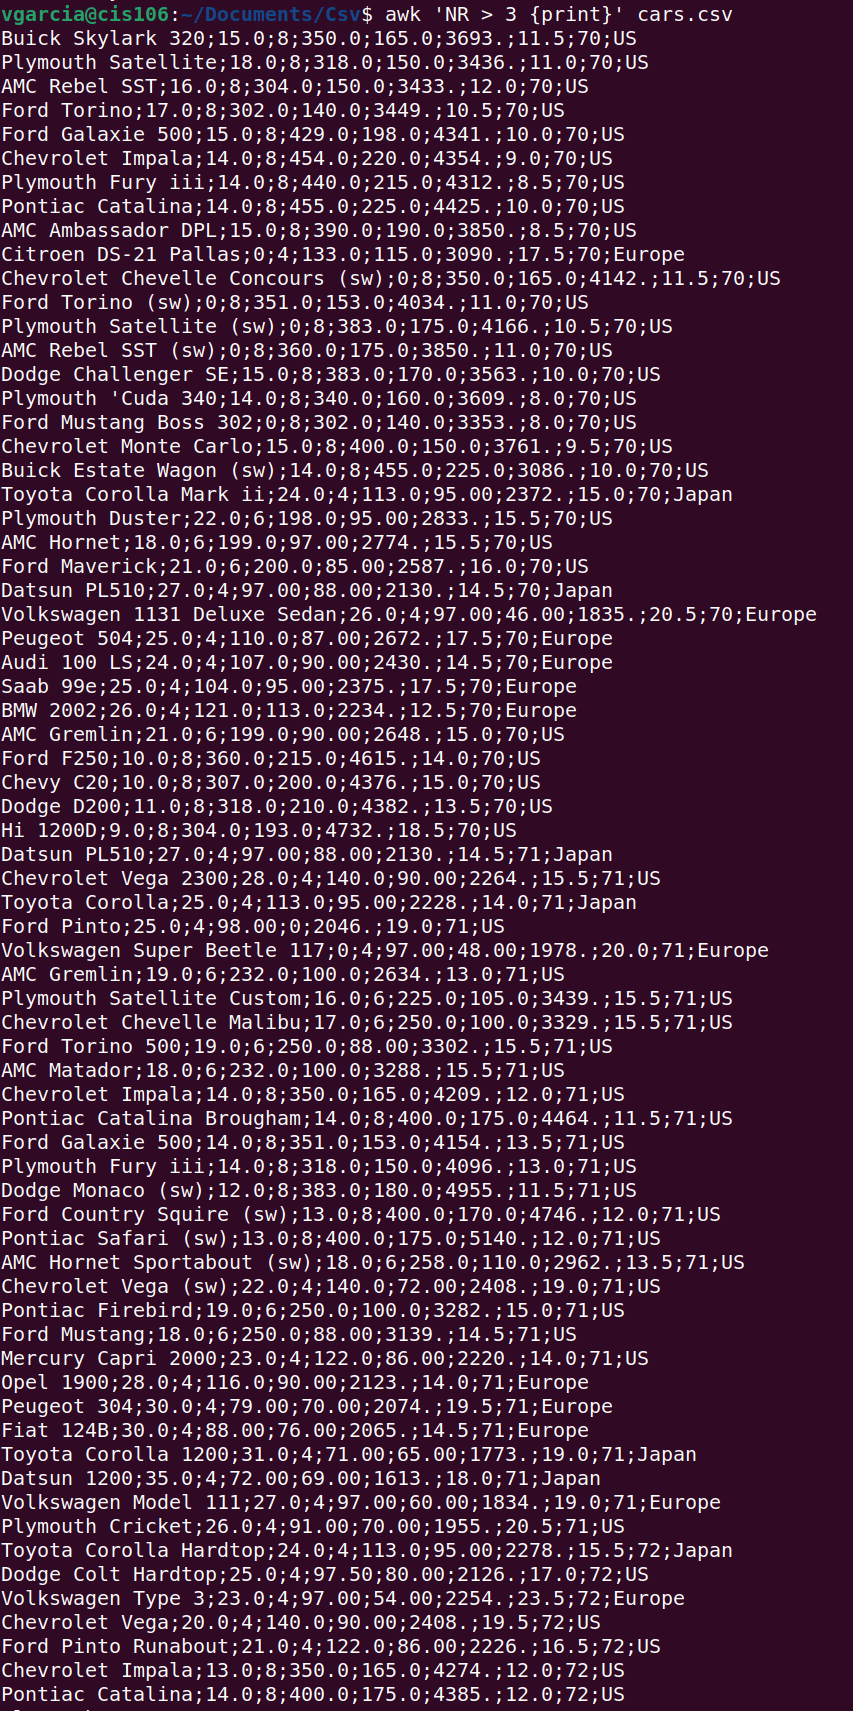 vgarcia@cis106:~/Documents/Csv$ awk 'NR > 3 {print}' cars.csv
Buick Skylark 320;15.0;8;350.0;165.0;3693.;11.5;70;US
Plymouth Satellite;18.0;8;318.0;150.0;3436.;11.0;70;US
AMC Rebel SST;16.0;8;304.0;150.0;3433.;12.0;70;US
Ford Torino;17.0;8;302.0;140.0;3449.;10.5;70;US
Ford Galaxie 500;15.0;8;429.0;198.0;4341.;10.0;70;US
Chevrolet Impala;14.0;8;454.0;220.0;4354.;9.0;70;US
Plymouth Fury iii;14.0;8;440.0;215.0;4312.;8.5;70;US
Pontiac Catalina;14.0;8;455.0;225.0;4425.;10.0;70;US
AMC Ambassador DPL;15.0;8;390.0;190.0;3850.;8.5;70;US
Citroen DS-21 Pallas;0;4;133.0;115.0;3090.;17.5;70;Europe
Chevrolet Chevelle Concours (sw);0;8;350.0;165.0;4142.;11.5;70;US
Ford Torino (sw);0;8;351.0;153.0;4034.;11.0;70;US
Plymouth Satellite (sw);0;8;383.0;175.0;4166.;10.5;70;US
AMC Rebel SST (sw);0;8;360.0;175.0;3850.;11.0;70;US
Dodge Challenger SE;15.0;8;383.0;170.0;3563.;10.0;70;US
Plymouth 'Cuda 340;14.0;8;340.0;160.0;3609.;8.0;70;US
Ford Mustang Boss 302;0;8;302.0;140.0;3353.;8.0;70;US
Chevrolet Monte Carlo;15.0;8;400.0;150.0;3761.;9.5;70;US
Buick Estate Wagon (sw);14.0;8;455.0;225.0;3086.;10.0;70;US
Toyota Corolla Mark ii;24.0;4;113.0;95.00;2372.;15.0;70;Japan
Plymouth Duster;22.0;6;198.0;95.00;2833.;15.5;70;US
AMC Hornet;18.0;6;199.0;97.00;2774.;15.5;70;US
Ford Maverick;21.0;6;200.0;85.00;2587.;16.0;70;US
Datsun PL510;27.0;4;97.00;88.00;2130.;14.5;70;Japan
Volkswagen 1131 Deluxe Sedan;26.0;4;97.00;46.00;1835.;20.5;70;Europe
Peugeot 504;25.0;4;110.0;87.00;2672.;17.5;70;Europe
Audi 100 LS;24.0;4;107.0;90.00;2430.;14.5;70;Europe
Saab 99e;25.0;4;104.0;95.00;2375.;17.5;70;Europe
BMW 2002;26.0;4;121.0;113.0;2234.;12.5;70;Europe
AMC Gremlin;21.0;6;199.0;90.00;2648.;15.0;70;US
Ford F250;10.0;8;360.0;215.0;4615.;14.0;70;US
Chevy C20;10.0;8;307.0;200.0;4376.;15.0;70;US
Dodge D200;11.0;8;318.0;210.0;4382.;13.5;70;US
Hi 1200D;9.0;8;304.0;193.0;4732.;18.5;70;US
Datsun PL510;27.0;4;97.00;88.00;2130.;14.5;71;Japan
Chevrolet Vega 2300;28.0;4;140.0;90.00;2264.;15.5;71;US
Toyota Corolla;25.0;4;113.0;95.00;2228.;14.0;71;Japan
Ford Pinto;25.0;4;98.00;0;2046.;19.0;71;US
Volkswagen Super Beetle 117;0;4;97.00;48.00;1978.;20.0;71;Europe
AMC Gremlin;19.0;6;232.0;100.0;2634.;13.0;71;US
Plymouth Satellite Custom;16.0;6;225.0;105.0;3439.;15.5;71;US
Chevrolet Chevelle Malibu;17.0;6;250.0;100.0;3329.;15.5;71;US
Ford Torino 500;19.0;6;250.0;88.00;3302.;15.5;71;US
AMC Matador;18.0;6;232.0;100.0;3288.;15.5;71;US
Chevrolet Impala;14.0;8;350.0;165.0;4209.;12.0;71;US
Pontiac Catalina Brougham;14.0;8;400.0;175.0;4464.;11.5;71;US
Ford Galaxie 500;14.0;8;351.0;153.0;4154.;13.5;71;US
Plymouth Fury iii;14.0;8;318.0;150.0;4096.;13.0;71;US
Dodge Monaco (sw);12.0;8;383.0;180.0;4955.;11.5;71;US
Ford Country Squire (sw);13.0;8;400.0;170.0;4746.;12.0;71;US
Pontiac Safari (sw);13.0;8;400.0;175.0;5140.;12.0;71;US
AMC Hornet Sportabout (sw);18.0;6;258.0;110.0;2962.;13.5;71;US
Chevrolet Vega (sw);22.0;4;140.0;72.00;2408.;19.0;71;US
Pontiac Firebird;19.0;6;250.0;100.0;3282.;15.0;71;US
Ford Mustang;18.0;6;250.0;88.00;3139.;14.5;71;US
Mercury Capri 2000;23.0;4;122.0;86.00;2220.;14.0;71;US
Opel 1900;28.0;4;116.0;90.00;2123.;14.0;71;Europe
Peugeot 304;30.0;4;79.00;70.00;2074.;19.5;71;Europe
Fiat 124B;30.0;4;88.00;76.00;2065.;14.5;71;Europe
Toyota Corolla 1200;31.0;4;71.00;65.00;1773.;19.0;71;Japan
Datsun 1200;35.0;4;72.00;69.00;1613.;18.0;71;Japan
Volkswagen Model 111;27.0;4;97.00;60.00;1834.;19.0;71;Europe
Plymouth Cricket;26.0;4;91.00;70.00;1955.;20.5;71;US
Toyota Corolla Hardtop;24.0;4;113.0;95.00;2278.;15.5;72;Japan
Dodge Colt Hardtop;25.0;4;97.50;80.00;2126.;17.0;72;US
Volkswagen Type 3;23.0;4;97.00;54.00;2254.;23.5;72;Europe
Chevrolet Vega;20.0;4;140.0;90.00;2408.;19.5;72;US
Ford Pinto Runabout;21.0;4;122.0;86.00;2226.;16.5;72;US
Chevrolet Impala;13.0;8;350.0;165.0;4274.;12.0;72;US
Pontiac Catalina;14.0;8;400.0;175.0;4385.;12.0;72;US